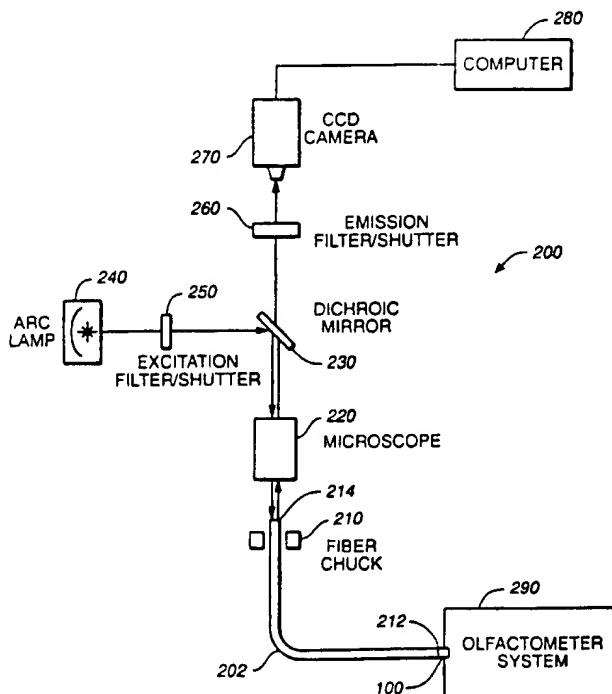 280
COMPUTER
CCD
CAMERA
270
260
EMISSION
FILTER/SHUTTER
200
240
250
DICHROIC
MIRROR
ARC
LAMP
EXCITATION
FILTER/SHUTTER
230
220
MICROSCOPE
214
210
FIBER
CHUCK
290
212
OLFACTOMETER
SYSTEM
202
100